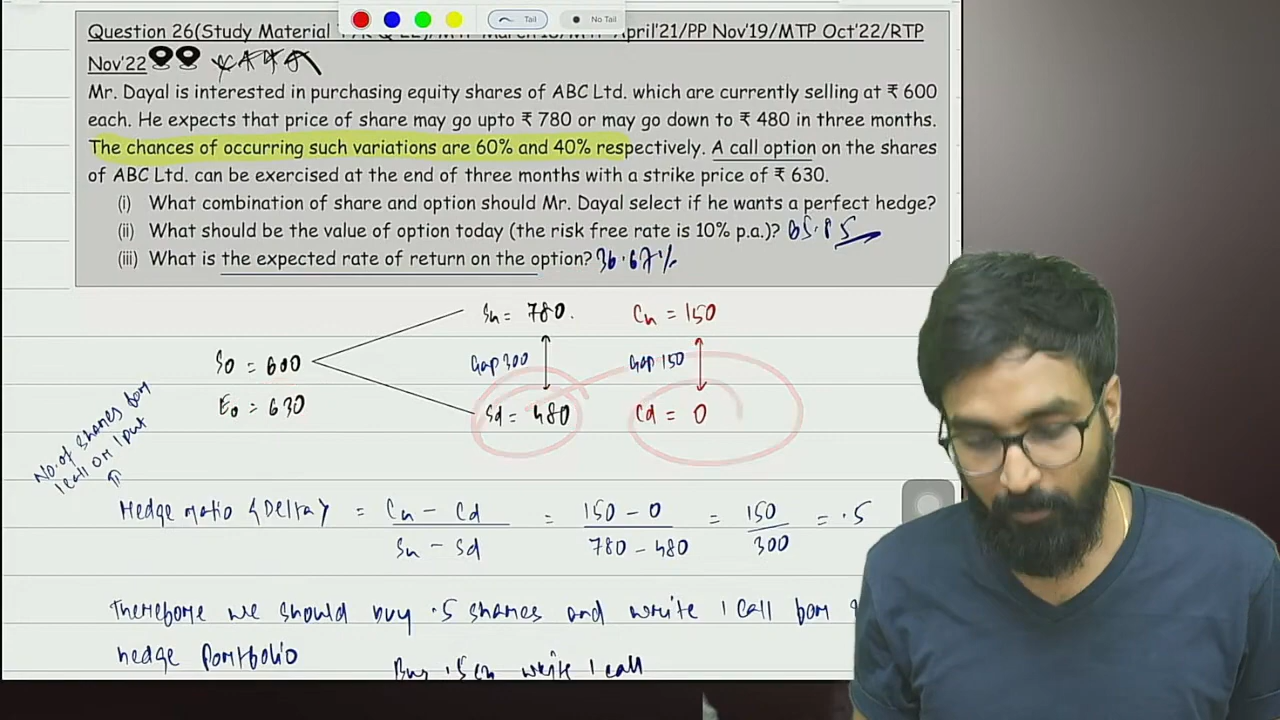 Tail
No Tail
Question 26(Study Material April'21/PP Nov'19/MTP Oct'22/RTP
Nov'22
Mr. Dayal is interested in purchasing equity shares of ABC Ltd. which are currently selling at ₹ 600
each. He expects that price of share may go upto ₹ 780 or may go down to ₹ 480 in three months.
The chances of occurring such variations are 60% and 40% respectively. A call option on the shares
of ABC Ltd. can be exercised at the end of three months with a strike price of ₹ 630.
(i) What combination of share and option should Mr. Dayal select if he wants a perfect hedge?
(ii) What should be the value of option today (the risk free rate is 10% p.a.)?
(iii) What is the expected rate of return on the option? 36.67%
Su = 780. Cu = 150
Gap 300 Gap 150
S0 = 600
E0 = 630
Sd = 480 Cd = 0
No. of shares for
1 call or 1 put
Hedge ratio {Delta} = Cu - Cd = 150 - 0 = 150 = .5
Su - Sd 780 - 480 300
Therefore we should buy .5 shares and write 1 call for
hedge Portfolio
write 1 call